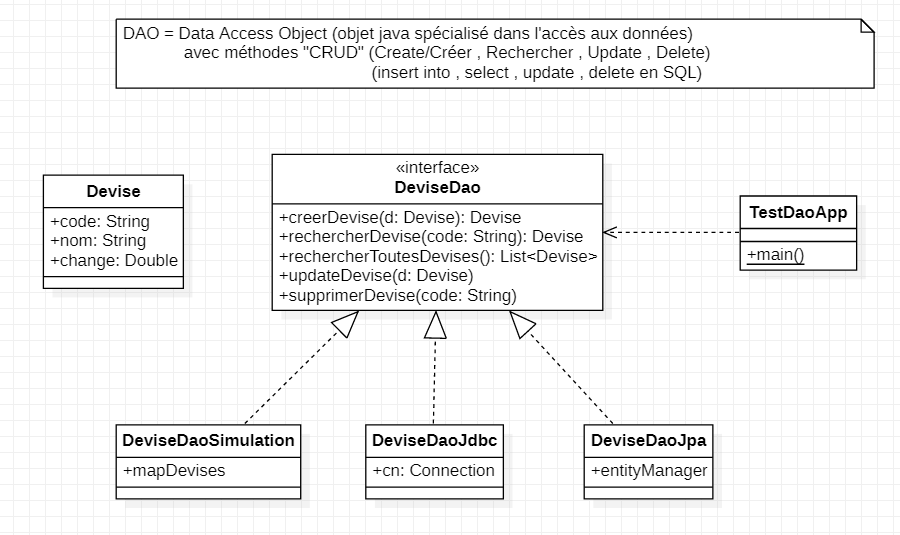 DAO = Data Access Object (objet java spécialisé dans l'accès aux données)
avec méthodes "CRUD" (Create/Créer , Rechercher , Update , Delete)
(insert into , select , update , delete en SQL)
Devise
+code: String
+nom: String
+change: Double
«interface»
DeviseDao
+creerDevise(d: Devise): Devise
+rechercherDevise(code: String): Devise
+rechercherToutesDevises(): List<Devise>
+updateDevise(d: Devise)
+supprimerDevise(code: String)
TestDaoApp
+main()
DeviseDaoSimulation
+mapDevises
DeviseDaoJdbc
+cn: Connection
DeviseDaoJpa
+entityManager